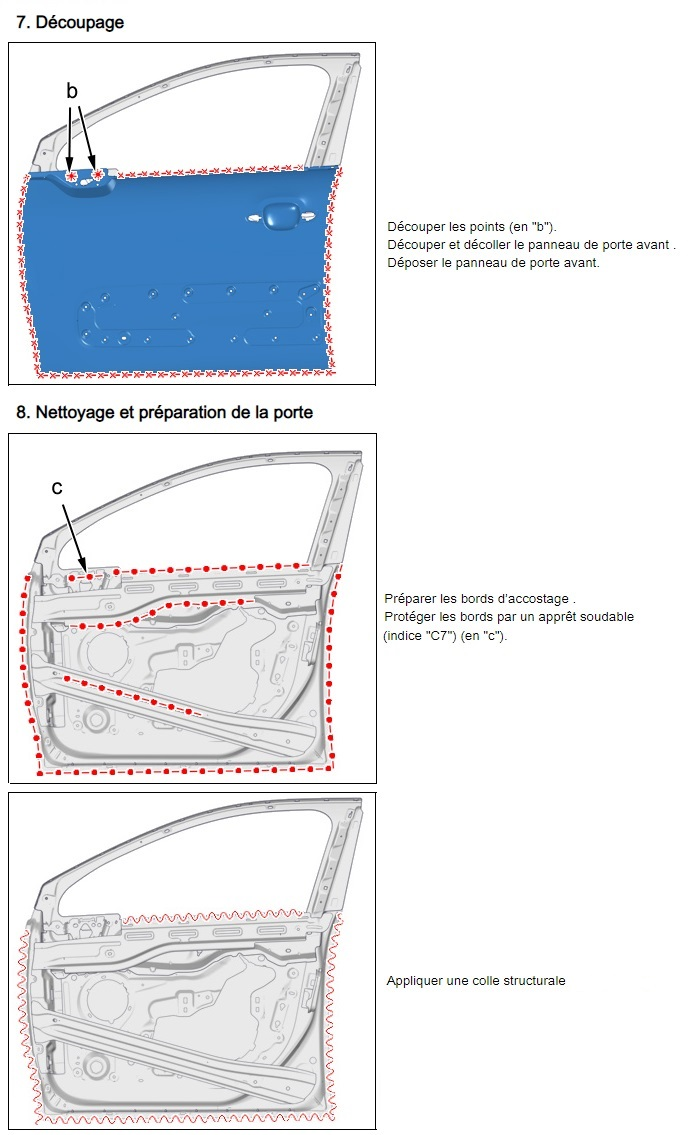 7. Découpage
b
Découper les points (en "b").
Découper et décoller le panneau de porte avant .
Déposer le panneau de porte avant.
8. Nettoyage et préparation de la porte
c
Préparer les bords d'accostage .
Protéger les bords par un apprêt soudable
(indice "C7") (en "c").
Appliquer une colle structurale